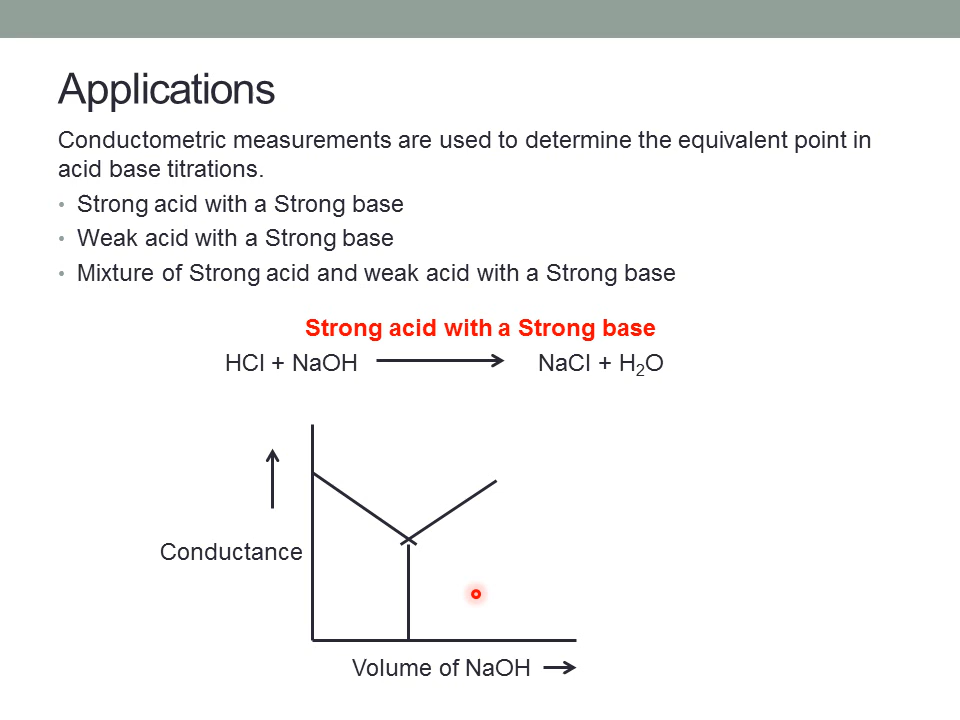 Applications
Conductometric measurements are used to determine the equivalent point in
acid base titrations.
• Strong acid with a Strong base
• Weak acid with a Strong base
• Mixture of Strong acid and weak acid with a Strong base
Strong acid with a Strong base
HCl + NaOH ⟶ NaCl + H₂O
Conductance
Volume of NaOH →